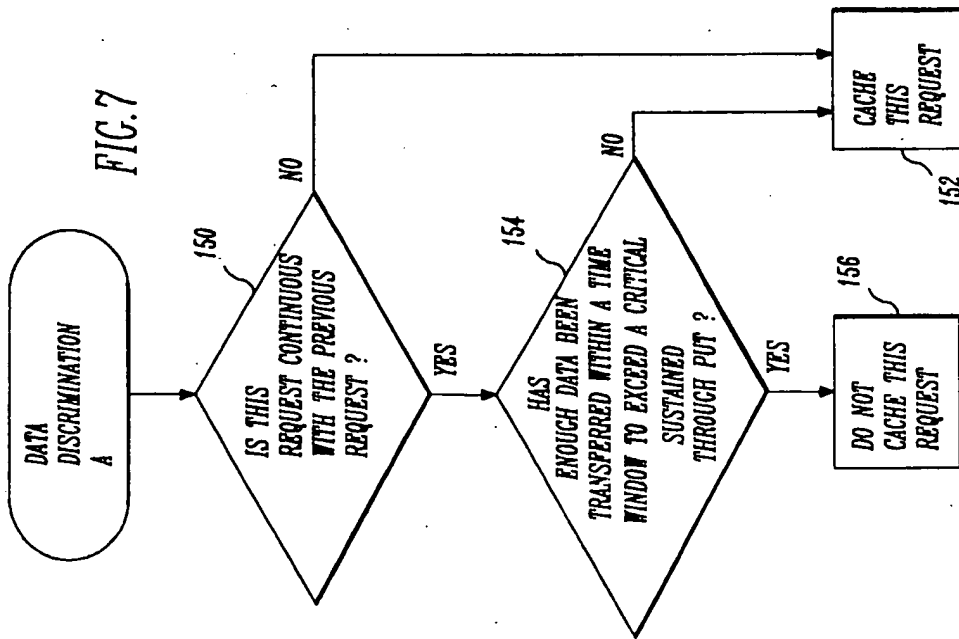 FIG.7
DATA
DISCRIMINATION
A
150
IS THIS
REQUEST CONTINUOUS
WITH THE PREVIOUS
REQUEST ?
NO
YES
154
HAS
ENOUGH DATA BEEN
TRANSFERRED WITHIN A TIME
WINDOW TO EXCEED A CRITICAL
SUSTAINED
THROUGH PUT ?
NO
YES
156
DO NOT
CACHE THIS
REQUEST
CACHE
THIS
REQUEST
152